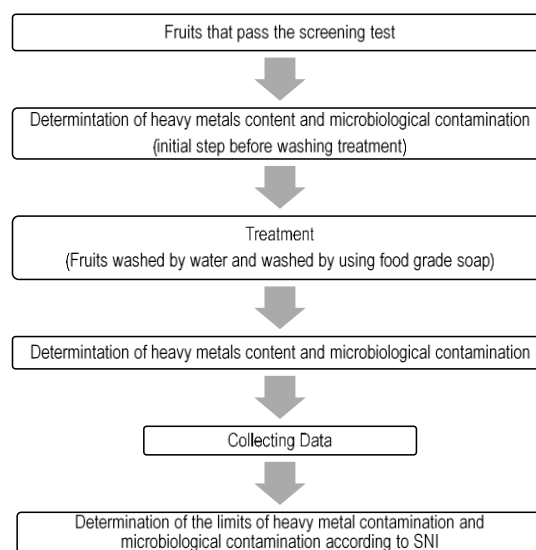 Fruits that pass the screening test
Determintation of heavy metals content and microbiological contamination
(initial step before washing treatment)
Treatment
(Fruits washed by water and washed by using food grade soap)
Determintation of heavy metals content and microbiological contamination
Collecting Data
Determination of the limits of heavy metal contamination and
microbiological contamination according to SNI